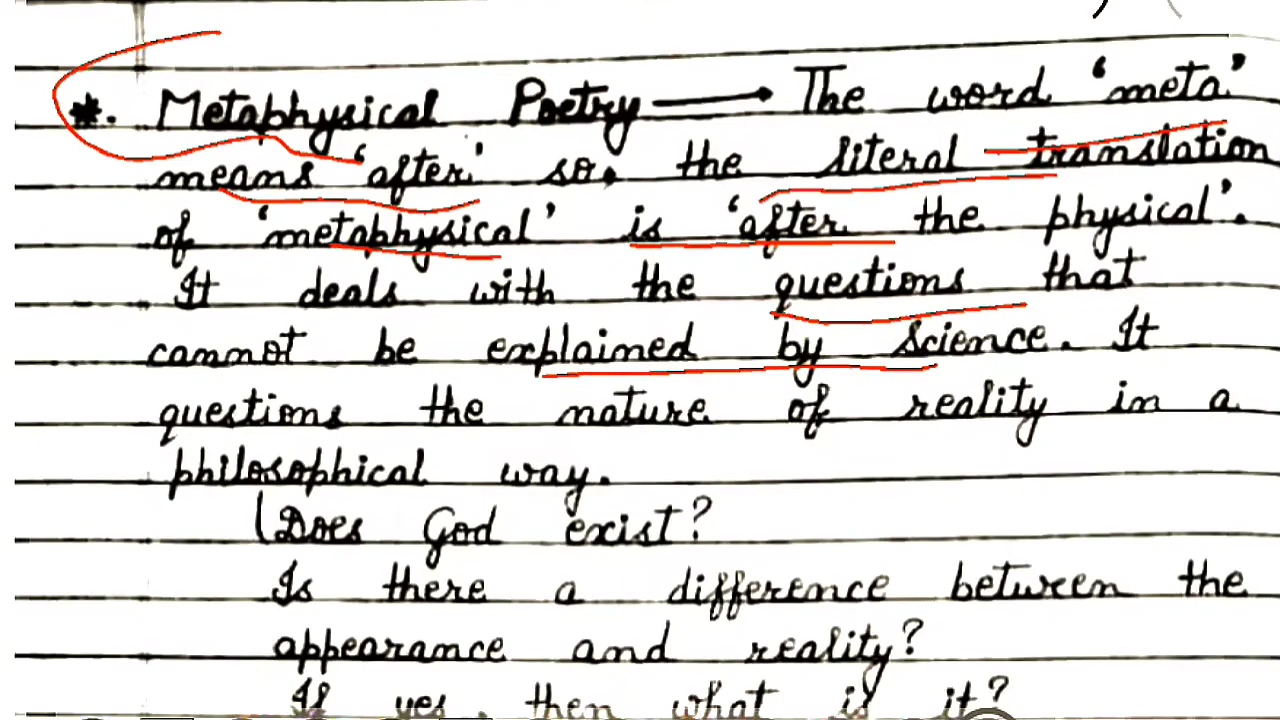 *. Metaphysical Poetry → The word 'meta'
means 'after' so, the literal translation
of 'metaphysical' is 'after the physical'.
It deals with the questions that
cannot be explained by science. It
questions the nature of reality in a
philosophical way.
(Does God exist?
Is there a difference between the
appearance and reality?
If yes, then what is it?